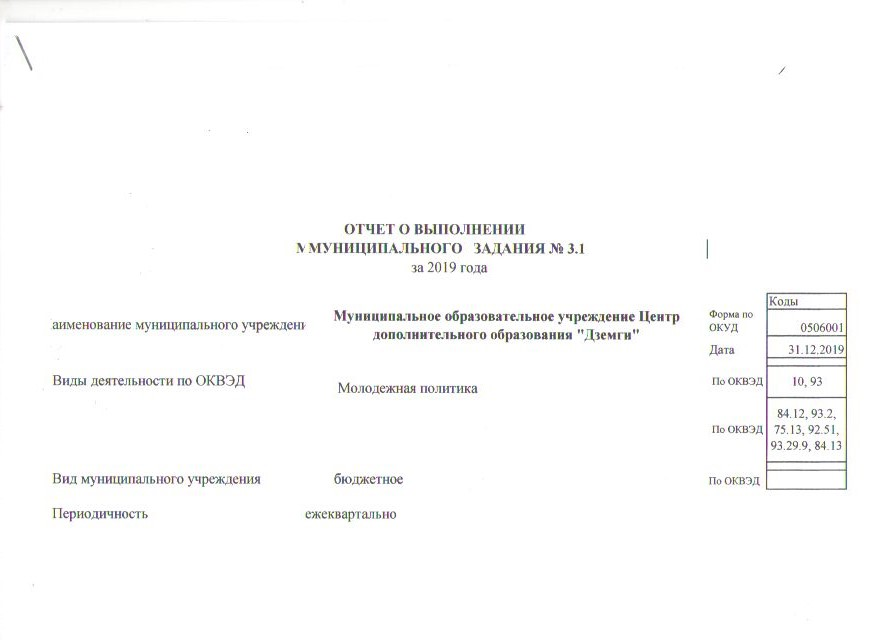 ОТЧЕТ О ВЫПОЛНЕНИИ
МУНИЦИПАЛЬНОГО ЗАДАНИЯ № 3.1
за 2019 года
Коды
Форма по ОКУД
0506001
аименование муниципального учреждени
Муниципальное образовательное учреждение Центр
дополнительного образования "Дземги"
Дата
31.12.2019
Виды деятельности по ОКВЭД
Молодежная политика
По ОКВЭД
10, 93
По ОКВЭД
84.12, 93.2,
75.13, 92.51,
93.29.9, 84.13
Вид муниципального учреждения
бюджетное
По ОКВЭД
Периодичность
ежеквартально